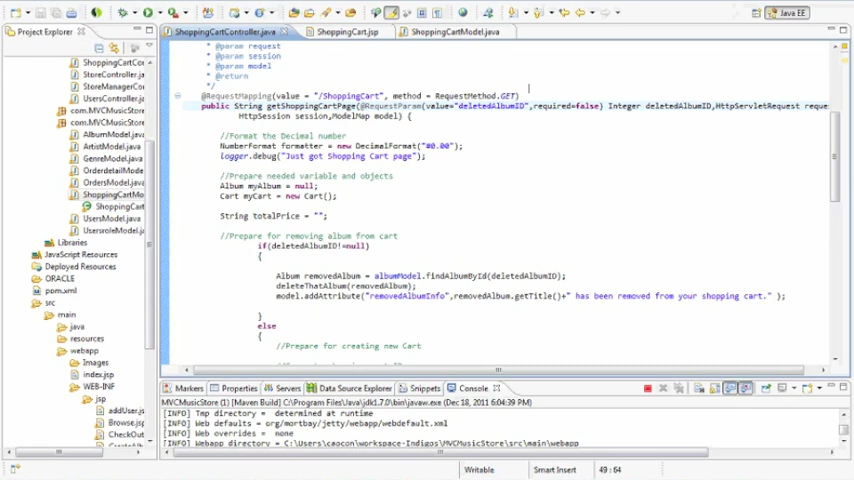 Java EE
Project Explorer
ShoppingCartController.java
ShoppingCart.jsp
ShoppingCartModel.java
ShoppingCartC
StoreController.ja
StoreManagerCor
UsersController.ja
com.MVCMusicStore
com.MVCMusicStore.
AlbumModel.java
ArtistModel.java
GenreModel.java
OrderdetailMode
OrdersModel.java
ShoppingCartMo
ShoppingCart
UsersModel.java
UsersroleModel.ja
Libraries
JavaScript Resources
Deployed Resources
ORACLE
pom.xml
src
main
java
resources
webapp
Images
index.jsp
WEB-INF
jsp
addUser.js
Browse.jsp
CheckOut
* @param request
* @param session
* @param model
* @return
*/
@RequestMapping(value = "/ShoppingCart", method = RequestMethod.GET)
public String getShoppingCartPage(@RequestParam(value="deletedAlbumID",required=false) Integer deletedAlbumID,HttpServletRequest reque
HttpSession session,ModelMap model) {
//Format the Decimal number
NumberFormat formatter = new DecimalFormat("#0.00");
logger.debug("Just got Shopping Cart page");
//Prepare needed variable and objects
Album myAlbum = null;
Cart myCart = new Cart();
String totalPrice = "";
//Prepare for removing album from cart
if(deletedAlbumID!=null)
{
Album removedAlbum = albumModel.findAlbumById(deletedAlbumID);
deleteThatAlbum(removedAlbum);
model.addAttribute("removedAlbumInfo",removedAlbum.getTitle()+" has been removed from your shopping cart." );
}
else
{
//Prepare for creating new Cart
Markers Properties Servers Data Source Explorer Snippets Console
MVCMusicStore (1) [Maven Build] C:\Program Files\Java\jdk1.7.0\bin\javaw.exe (Dec 18, 2011 6:04:39 PM)
[INFO] Tmp directory = determined at runtime
[INFO] Web defaults = org/mortbay/jetty/webapp/webdefault.xml
[INFO] Web overrides = none
[INFO] Webapp directory = C:\Users\caocon\workspace-Indigos\MVCMusicStore\src\main\webapp
Writable
Smart Insert
49 : 64